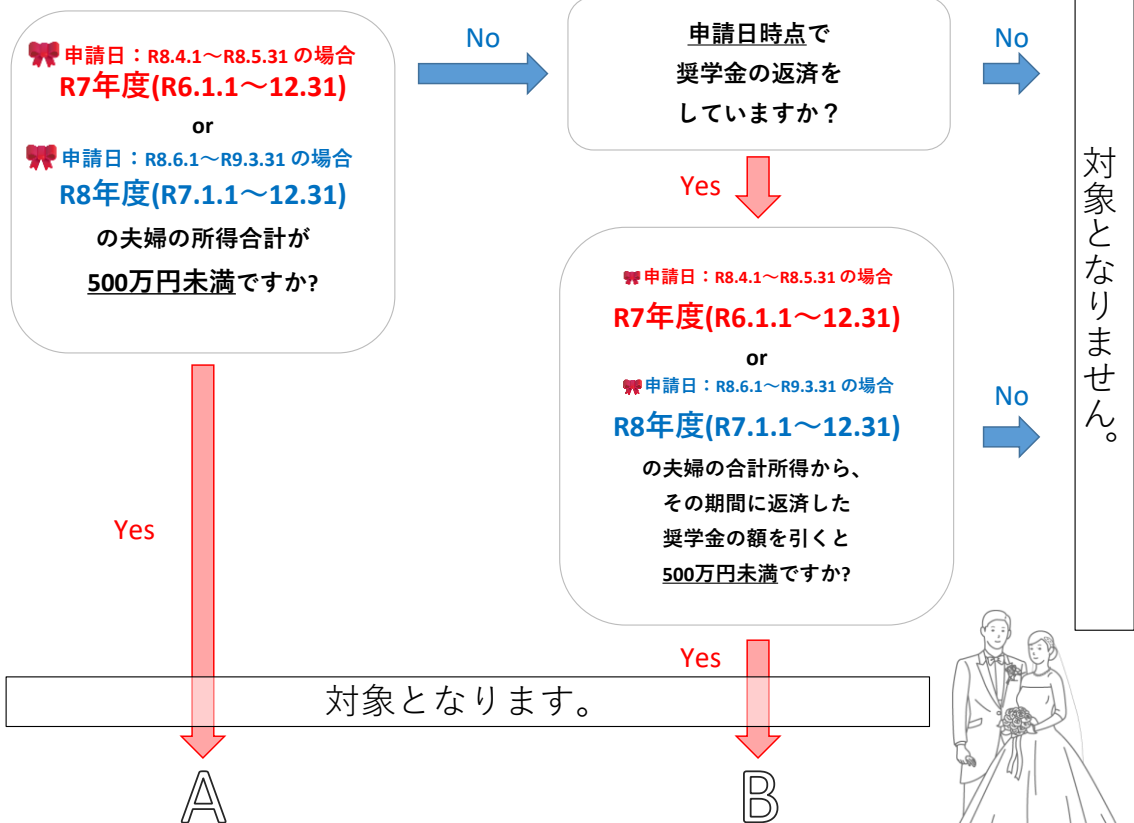 申請日：R8.4.1～R8.5.31 の場合
R7年度(R6.1.1～12.31)
or
申請日：R8.6.1～R9.3.31 の場合
R8年度(R7.1.1～12.31)
の夫婦の所得合計が
500万円未満ですか?
No
申請日時点で
奨学金の返済を
していますか？
No
Yes
申請日：R8.4.1～R8.5.31 の場合
R7年度(R6.1.1～12.31)
or
申請日：R8.6.1～R9.3.31 の場合
R8年度(R7.1.1～12.31)
の夫婦の合計所得から、
その期間に返済した
奨学金の額を引くと
500万円未満ですか?
No
対象となりません。
Yes
Yes
対象となります。
A
B